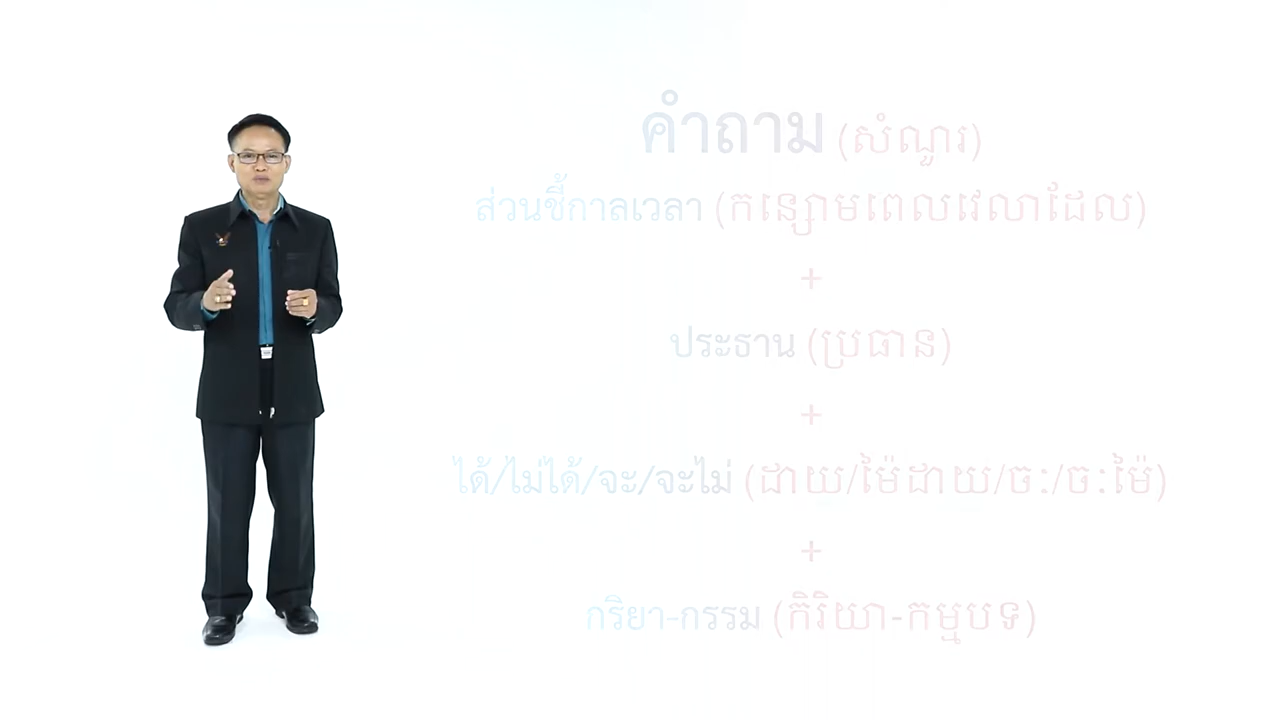 คำถาม (សំណួរ)
ส่วนชี้กาลเวลา (កន្សោមពេលវេលាដែល)
+
ประธาน (ប្រធាន)
+
ได้/ไม่ได้/จะ/จะไม่ (ដាយ/ម៉ៃដាយ/ចៈ/ចៈម៉ៃ)
+
กริยา-กรรม (កិរិយា-កម្មបទ)